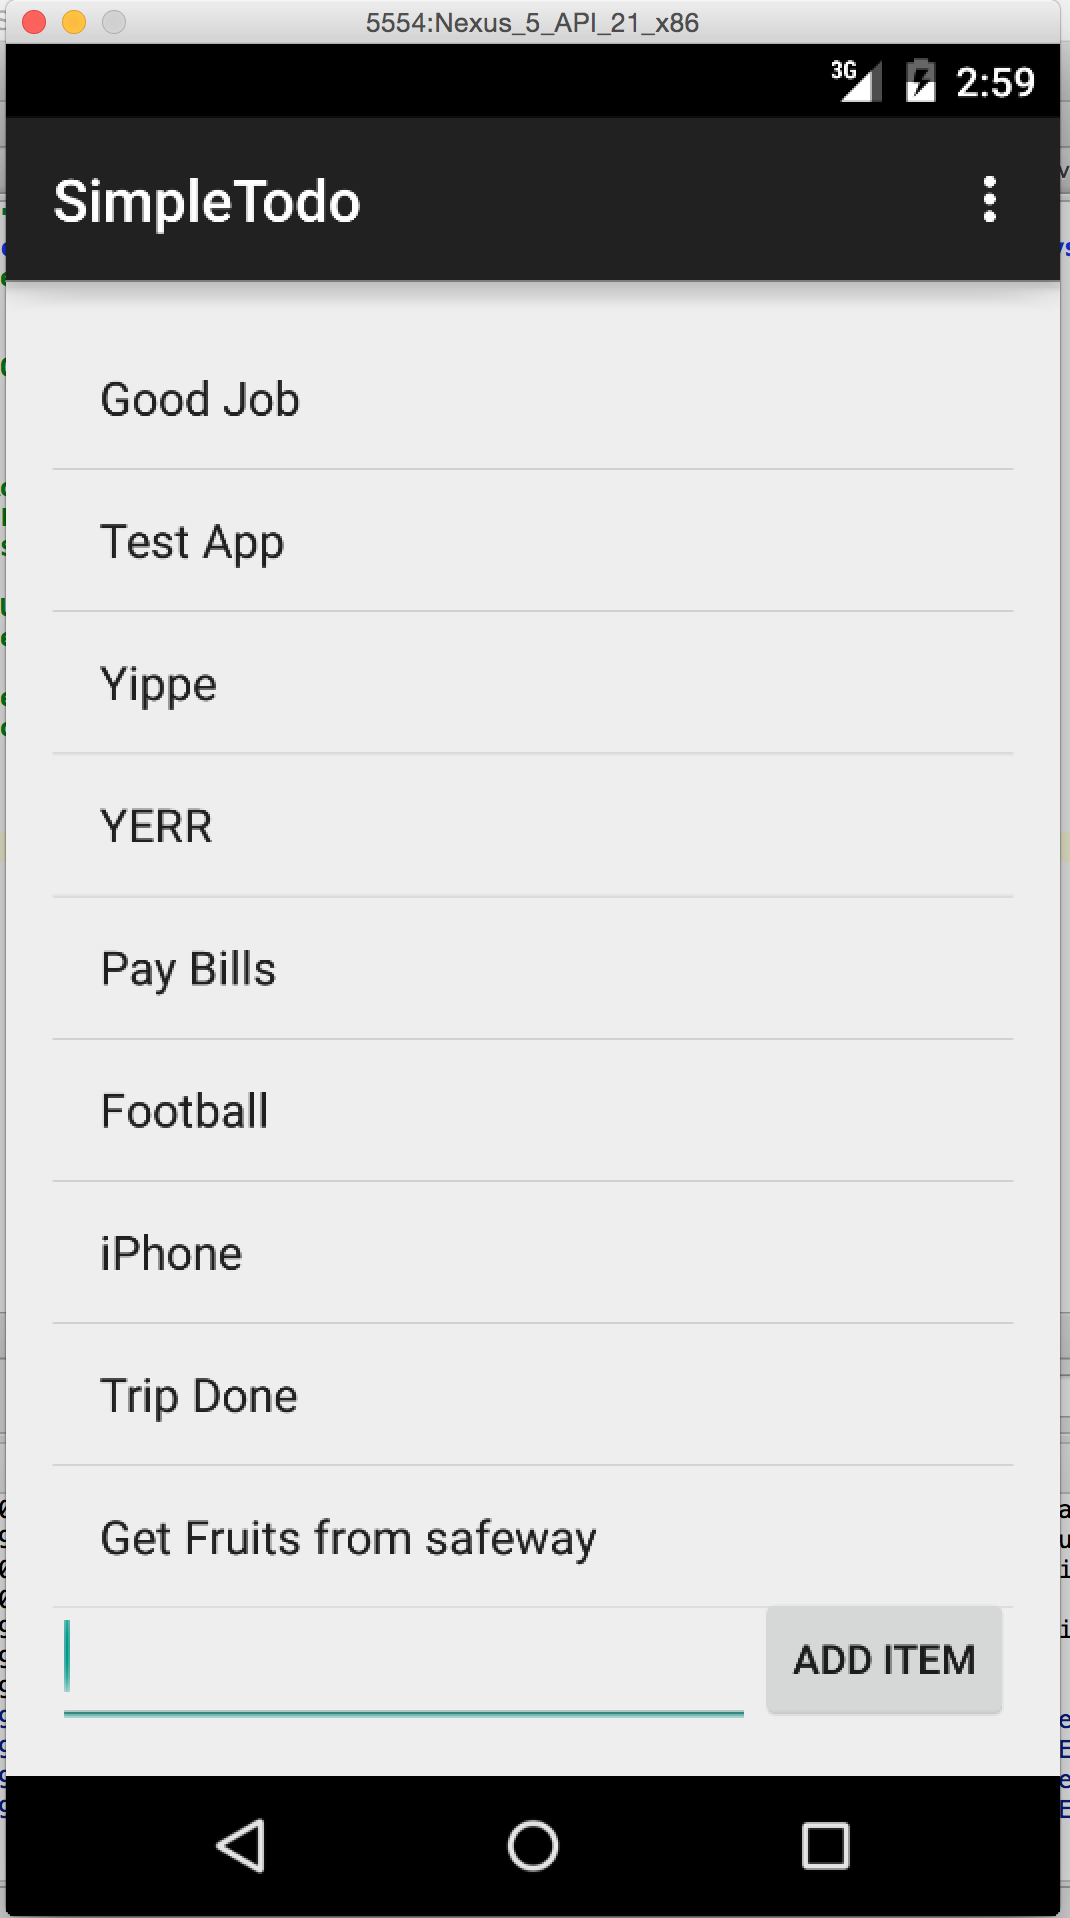 5554:Nexus_5_API_21_x86
3G 2:59
SimpleTodo
Good Job
Test App
Yippe
YERR
Pay Bills
Football
iPhone
Trip Done
Get Fruits from safeway
ADD ITEM